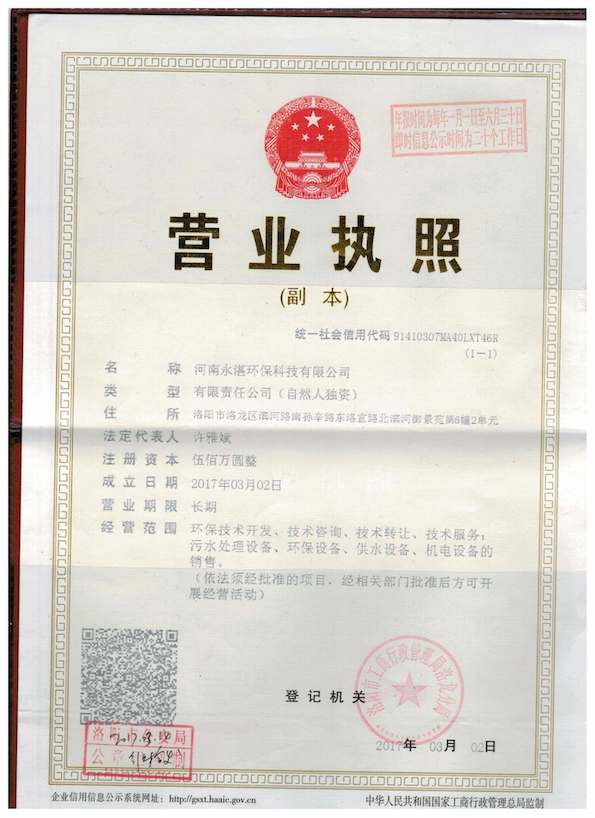 年报时间为每年一月一日至六月三十日
即时信息公示时间为二十个工作日
营业执照
(副 本)
统一社会信用代码 91410307MA40LXT46R
(1-1)
名 称 河南永湛环保科技有限公司
类 型 有限责任公司（自然人独资）
住 所 洛阳市洛龙区滨河路南孙辛路东洛宜路北滨河御景苑第6幢2单元
法定代表人 许雅斌
注册资本 伍佰万圆整
成立日期 2017年03月02日
营业期限 长期
经营范围 环保技术开发、技术咨询、技术转让、技术服务；
污水处理设备、环保设备、供水设备、机电设备的
销售。
（依法须经批准的项目，经相关部门批准后方可开
展经营活动）
洛阳市工商行政管理局洛龙分局
登记机关
2017年 03月 02日
企业信用信息公示系统网址：http://gsxt.haaic.gov.cn
中华人民共和国国家工商行政管理总局监制